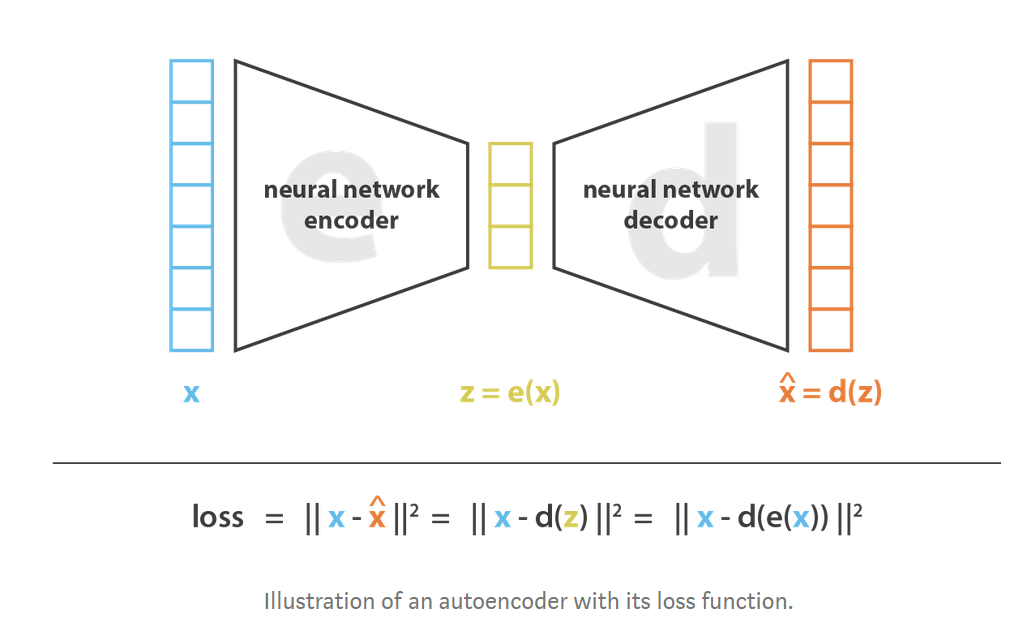 e
neural network
encoder
d
neural network
decoder
x
z = e(x)
x̂ = d(z)
loss = || x - x̂ ||² = || x - d(z) ||² = || x - d(e(x)) ||²
Illustration of an autoencoder with its loss function.